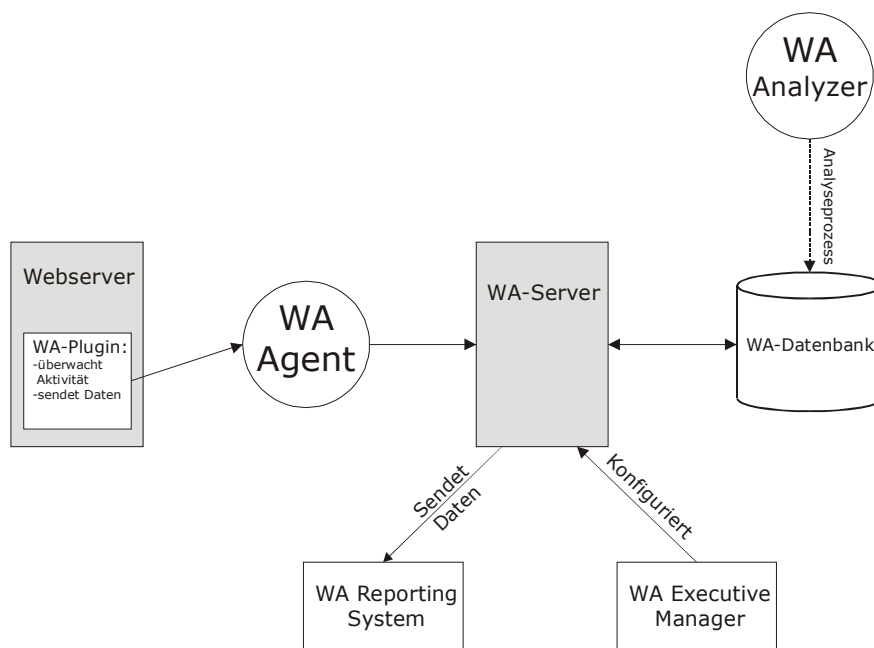 WA
Analyzer
Analyseprozess
Webserver
WA-Plugin:
-überwacht
Aktivität
-sendet Daten
WA
Agent
WA-Server
WA-Datenbank
Sendet
Daten
Konfiguriert
WA Reporting
System
WA Executive
Manager